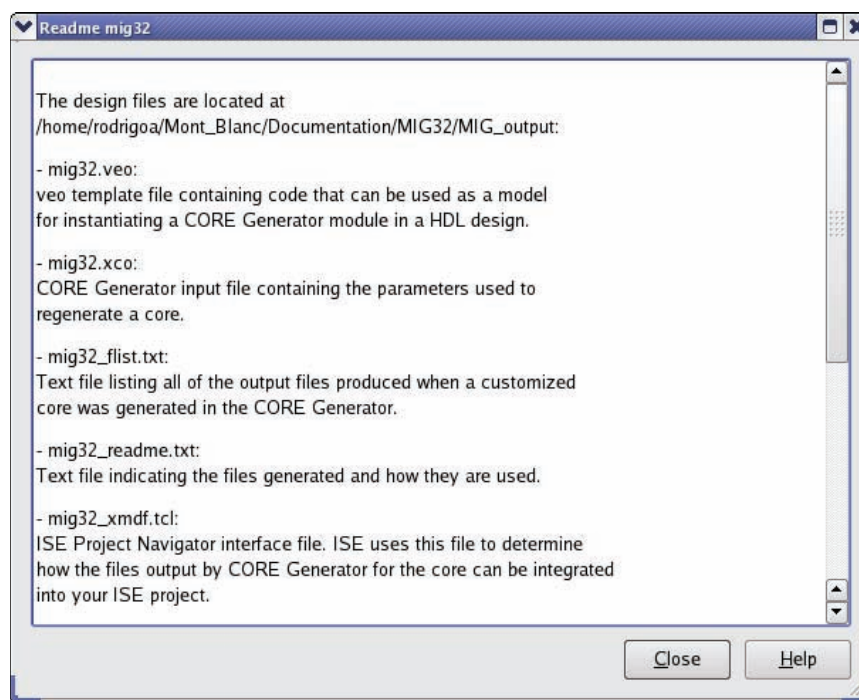 Readme mig32
The design files are located at
/home/rodrigoa/Mont_Blanc/Documentation/MIG32/MIG_output:
- mig32.veo:
veo template file containing code that can be used as a model
for instantiating a CORE Generator module in a HDL design.
- mig32.xco:
CORE Generator input file containing the parameters used to
regenerate a core.
- mig32_flist.txt:
Text file listing all of the output files produced when a customized
core was generated in the CORE Generator.
- mig32_readme.txt:
Text file indicating the files generated and how they are used.
- mig32_xmdf.tcl:
ISE Project Navigator interface file. ISE uses this file to determine
how the files output by CORE Generator for the core can be integrated
into your ISE project.
Close Help